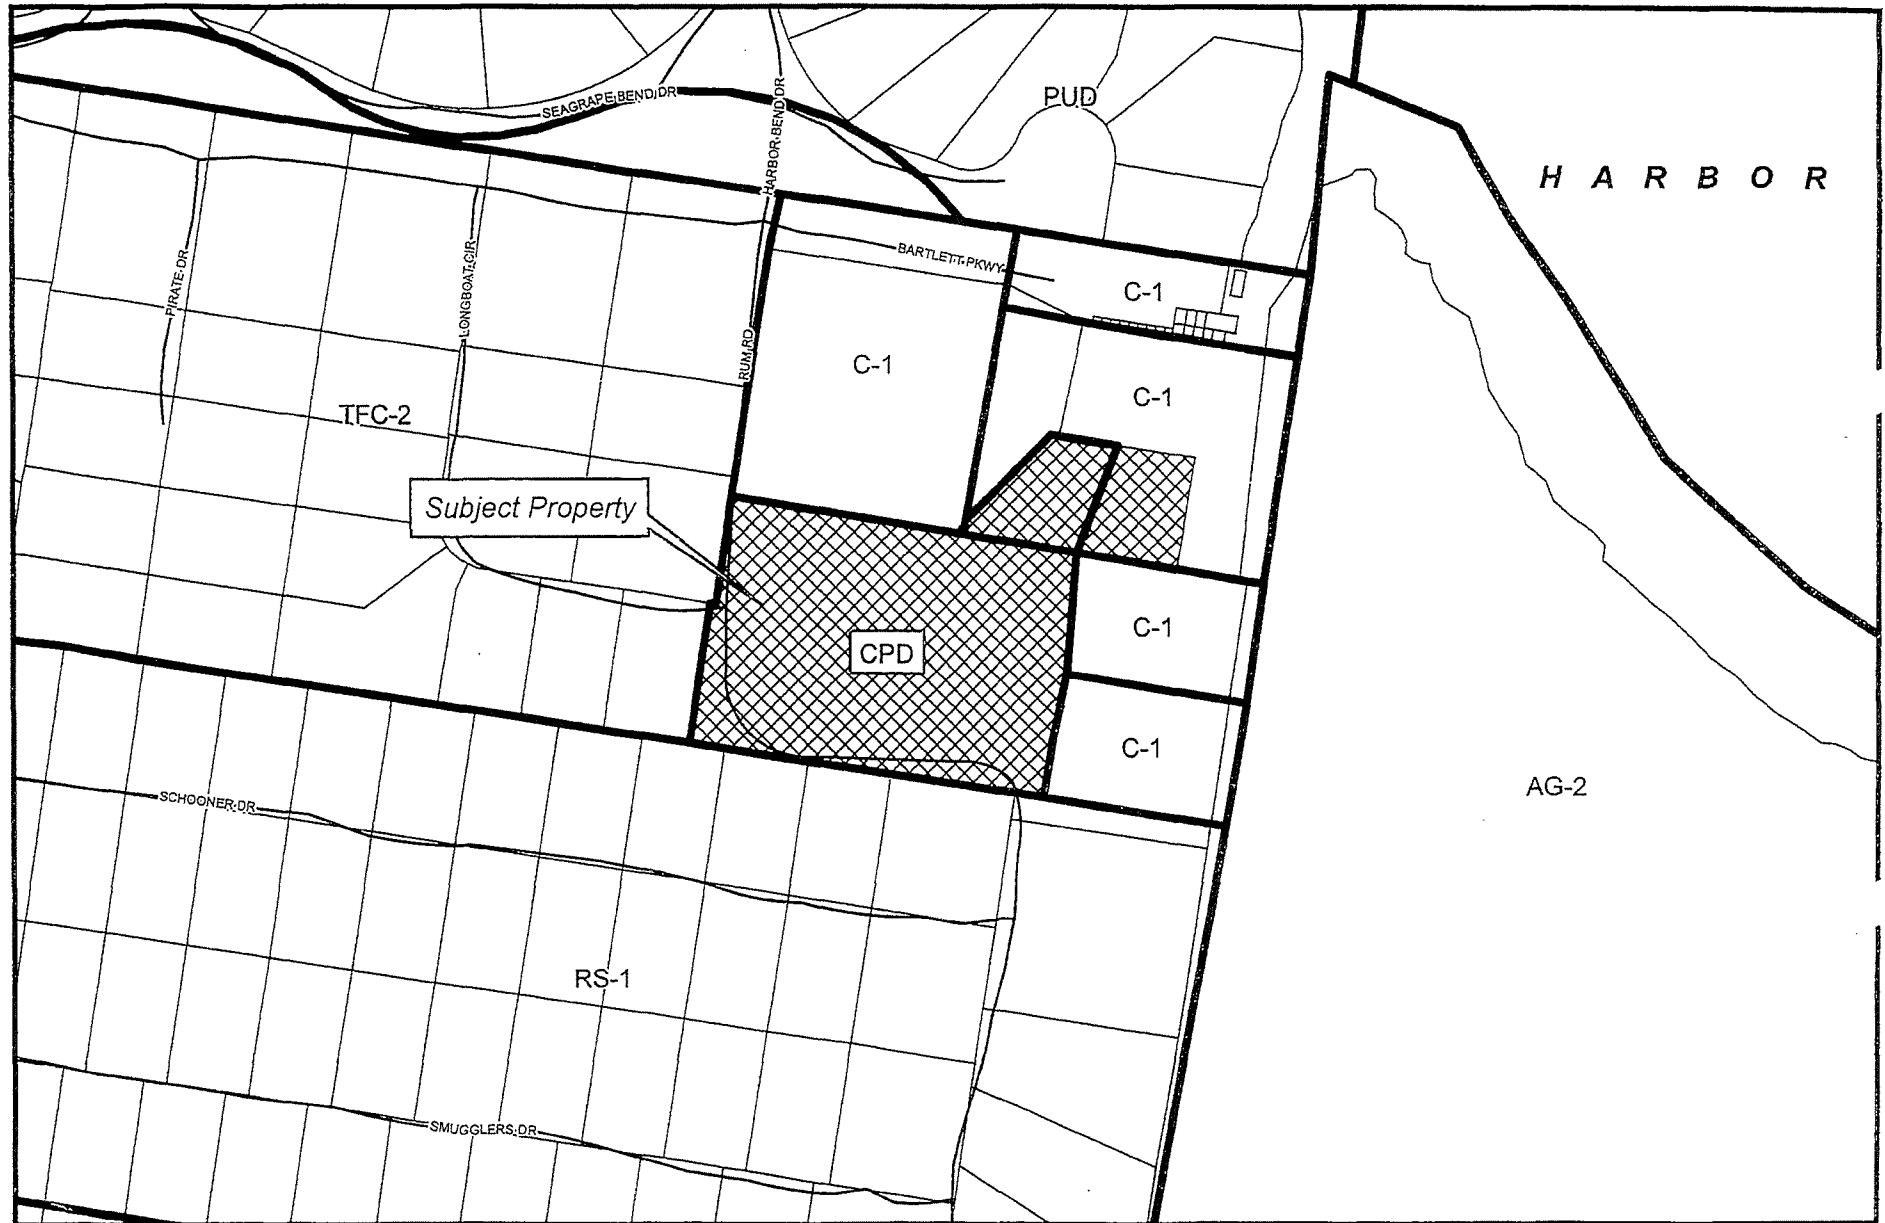 SEAGRAPE BEND DR
HARBOR BEND DR
PUD
HARBOR
PIRATE DR
LONGBOAT CIR
RUM RD
BARTLETT PKWY
C-1
C-1
C-1
TFC-2
Subject Property
CPD
C-1
C-1
AG-2
SCHOONER DR
RS-1
SMUGGLERS DR